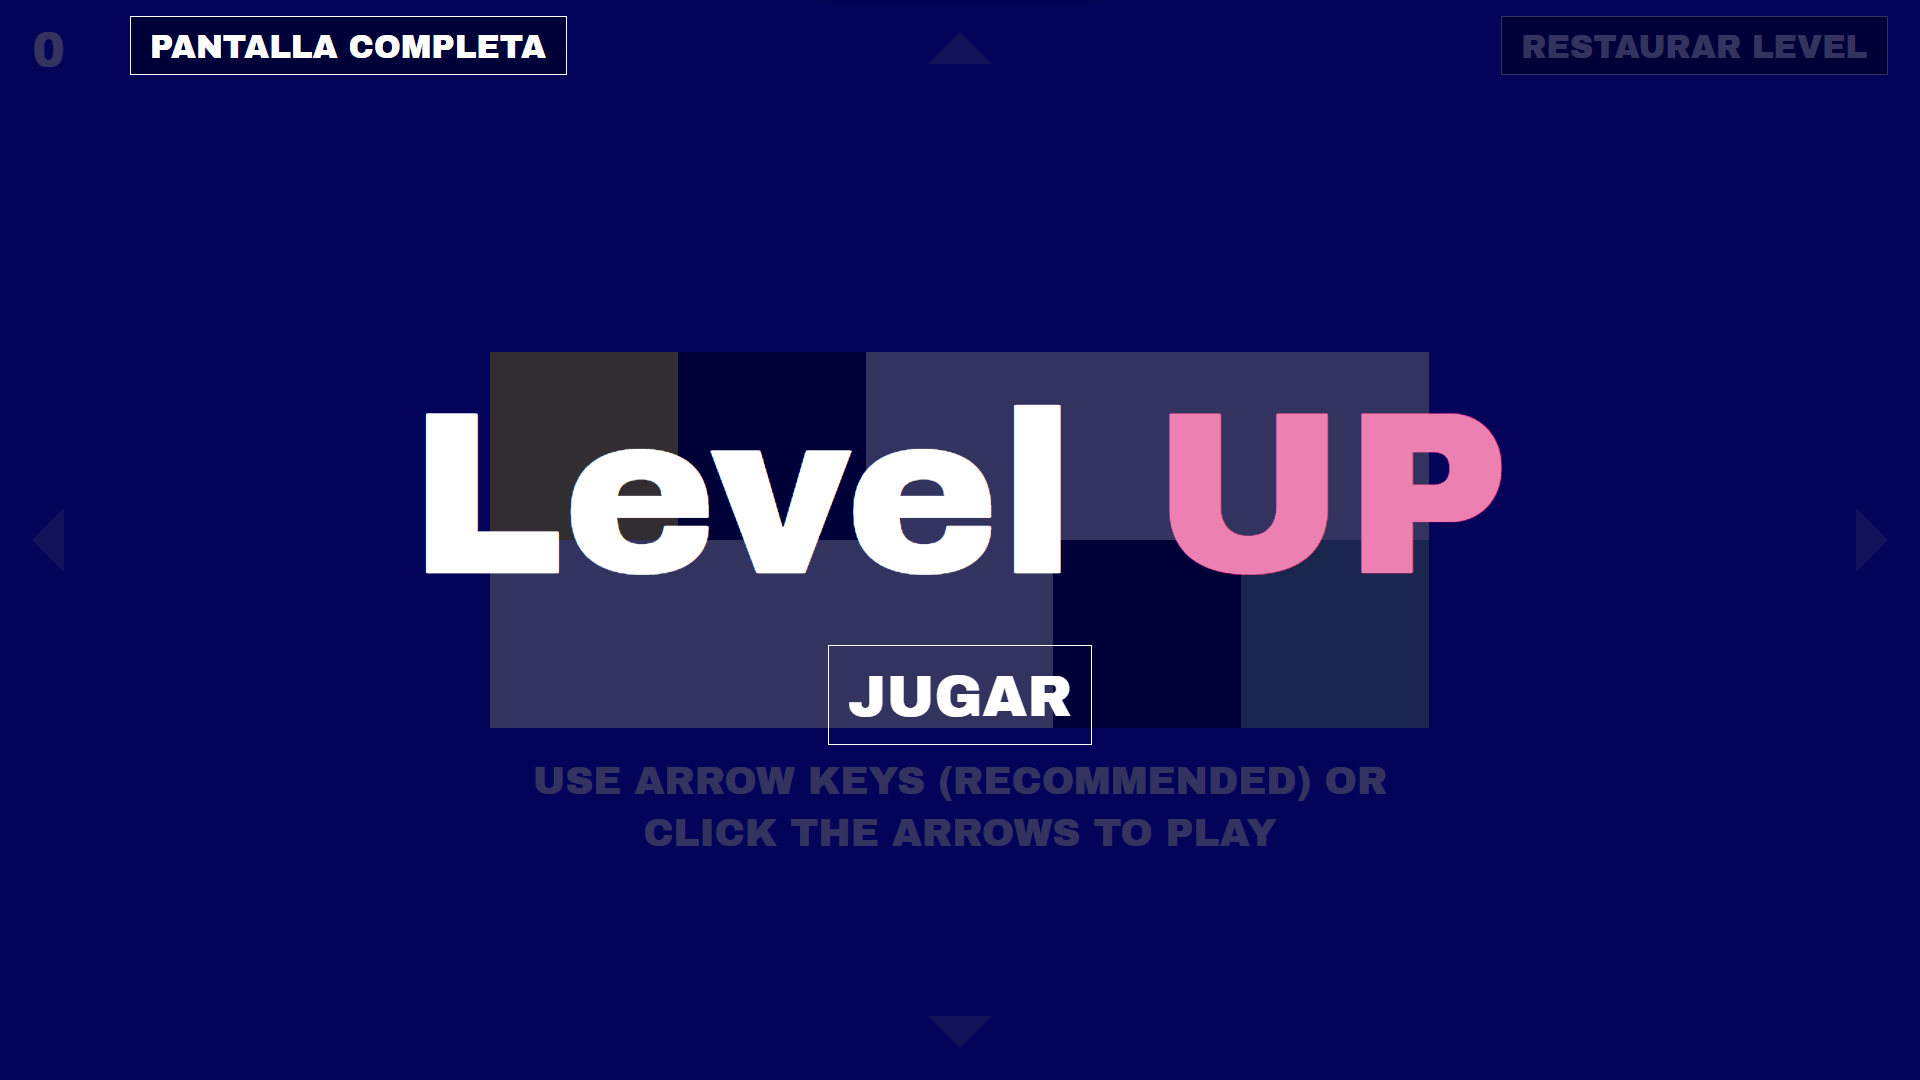 0
PANTALLA COMPLETA
RESTAURAR LEVEL
Level UP
JUGAR
USE ARROW KEYS (RECOMMENDED) OR
CLICK THE ARROWS TO PLAY